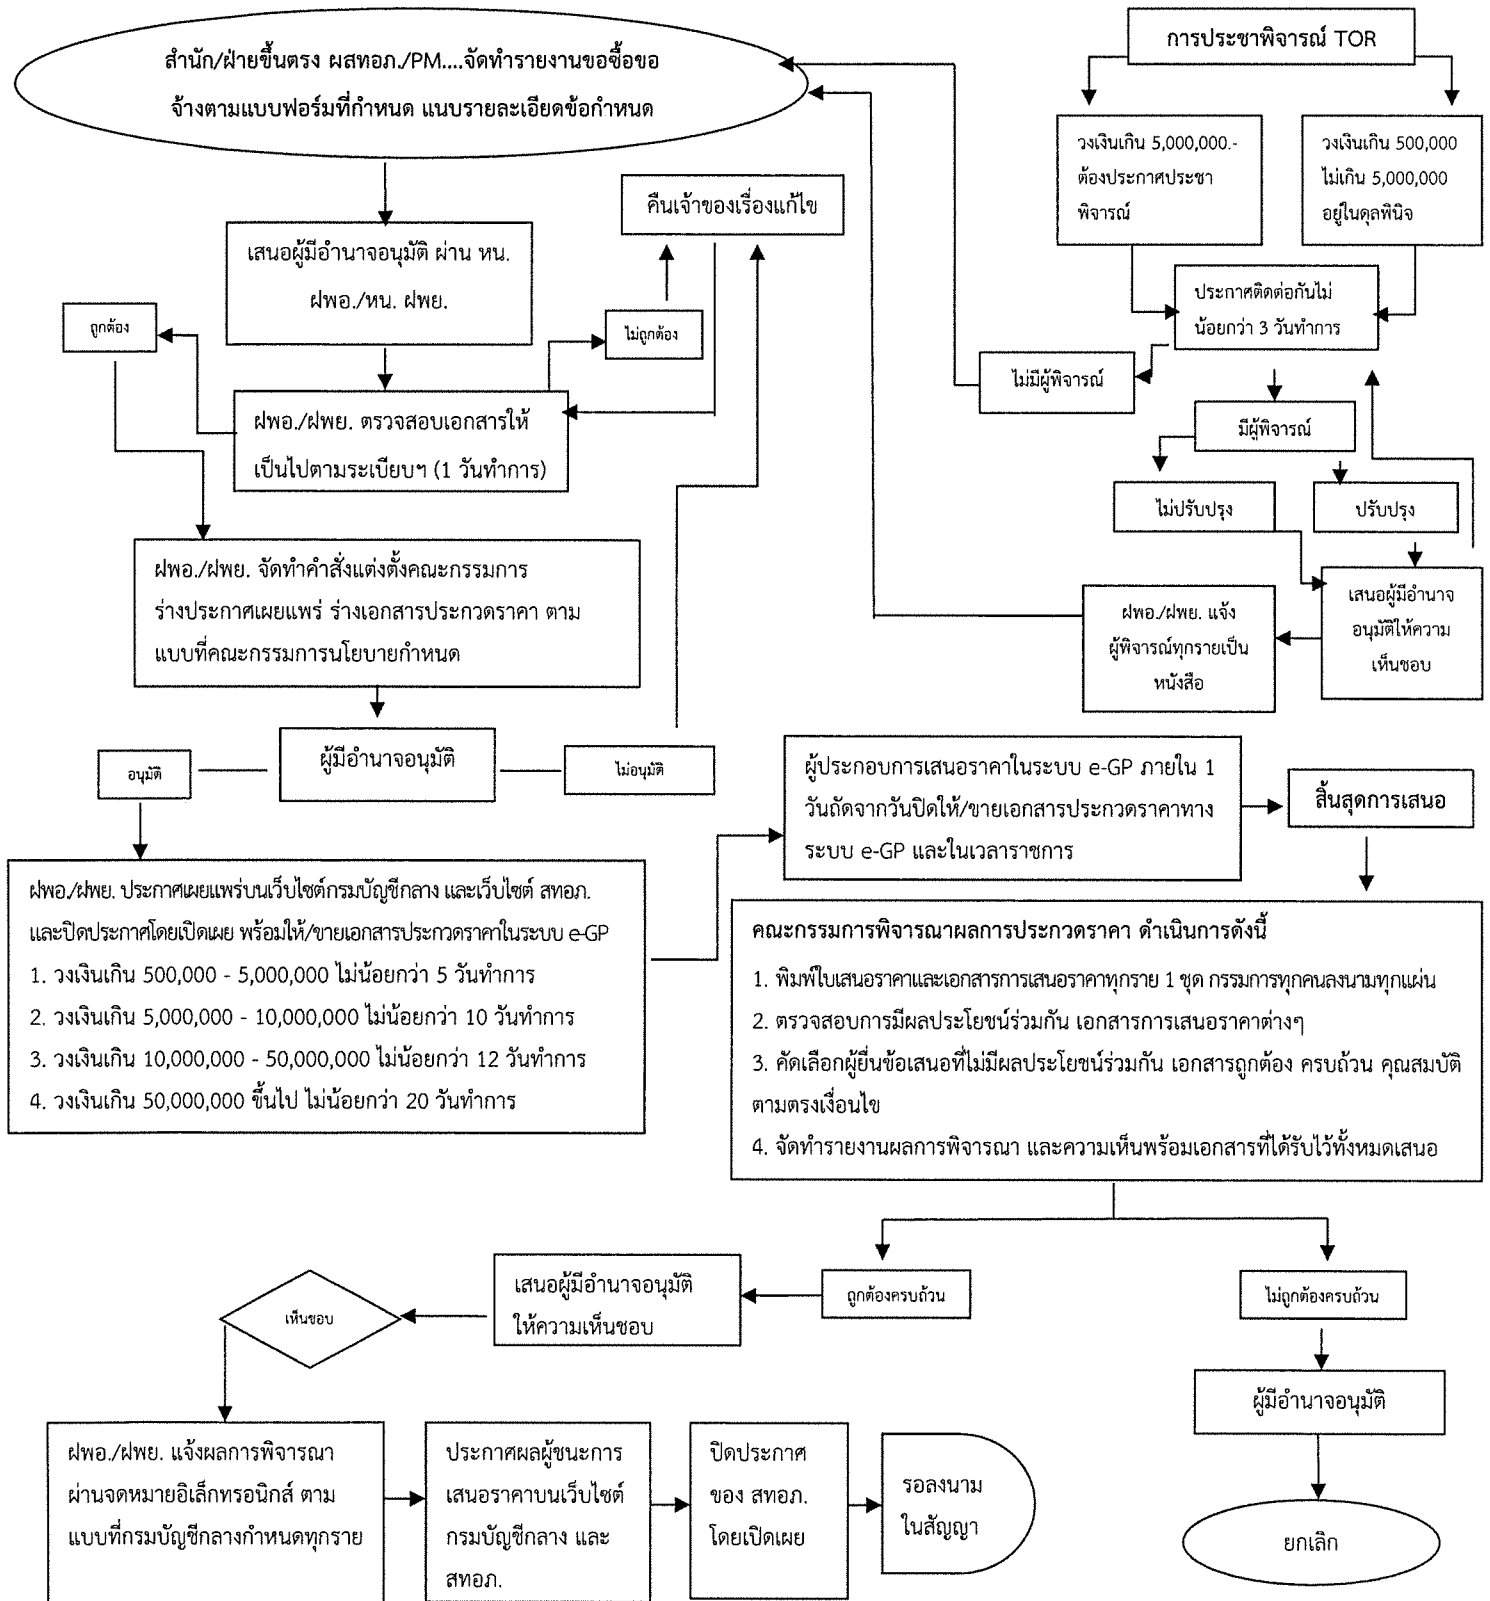 สำนัก/ฝ่ายขึ้นตรง ผสทอภ./PM....จัดทำรายงานขอซื้อขอ
จ้างตามแบบฟอร์มที่กำหนด แนบรายละเอียดข้อกำหนด
การประชาพิจารณ์ TOR
วงเงินเกิน 5,000,000.-
ต้องประกาศประชา
พิจารณ์
วงเงินเกิน 500,000
ไม่เกิน 5,000,000
อยู่ในดุลพินิจ
คืนเจ้าของเรื่องแก้ไข
เสนอผู้มีอำนาจอนุมัติ ผ่าน หน.
ฝพอ./หน. ฝพย.
ถูกต้อง
ไม่ถูกต้อง
ประกาศติดต่อกันไม่
น้อยกว่า 3 วันทำการ
ไม่มีผู้พิจารณ์
มีผู้พิจารณ์
ฝพอ./ฝพย. ตรวจสอบเอกสารให้
เป็นไปตามระเบียบฯ (1 วันทำการ)
ไม่ปรับปรุง
ปรับปรุง
ฝพอ./ฝพย. จัดทำคำสั่งแต่งตั้งคณะกรรมการ
ร่างประกาศเผยแพร่ ร่างเอกสารประกวดราคา ตาม
แบบที่คณะกรรมการนโยบายกำหนด
ฝพอ./ฝพย. แจ้ง
ผู้พิจารณ์ทุกรายเป็น
หนังสือ
เสนอผู้มีอำนาจ
อนุมัติให้ความ
เห็นชอบ
อนุมัติ
ผู้มีอำนาจอนุมัติ
ไม่อนุมัติ
ผู้ประกอบการเสนอราคาในระบบ e-GP ภายใน 1
วันถัดจากวันปิดให้/ขายเอกสารประกวดราคาทาง
ระบบ e-GP และในเวลาราชการ
สิ้นสุดการเสนอ
ฝพอ./ฝพย. ประกาศเผยแพร่บนเว็บไซต์กรมบัญชีกลาง และเว็บไซต์ สทอภ.
และปิดประกาศโดยเปิดเผย พร้อมให้/ขายเอกสารประกวดราคาในระบบ e-GP
1. วงเงินเกิน 500,000 - 5,000,000 ไม่น้อยกว่า 5 วันทำการ
2. วงเงินเกิน 5,000,000 - 10,000,000 ไม่น้อยกว่า 10 วันทำการ
3. วงเงินเกิน 10,000,000 - 50,000,000 ไม่น้อยกว่า 12 วันทำการ
4. วงเงินเกิน 50,000,000 ขึ้นไป ไม่น้อยกว่า 20 วันทำการ
คณะกรรมการพิจารณาผลการประกวดราคา ดำเนินการดังนี้
1. พิมพ์ใบเสนอราคาและเอกสารการเสนอราคาทุกราย 1 ชุด กรรมการทุกคนลงนามทุกแผ่น
2. ตรวจสอบการมีผลประโยชน์ร่วมกัน เอกสารการเสนอราคาต่างๆ
3. คัดเลือกผู้ยื่นข้อเสนอที่ไม่มีผลประโยชน์ร่วมกัน เอกสารถูกต้อง ครบถ้วน คุณสมบัติ
ตามตรงเงื่อนไข
4. จัดทำรายงานผลการพิจารณา และความเห็นพร้อมเอกสารที่ได้รับไว้ทั้งหมดเสนอ
เห็นชอบ
เสนอผู้มีอำนาจอนุมัติ
ให้ความเห็นชอบ
ถูกต้องครบถ้วน
ไม่ถูกต้องครบถ้วน
ผู้มีอำนาจอนุมัติ
ฝพอ./ฝพย. แจ้งผลการพิจารณา
ผ่านจดหมายอิเล็กทรอนิกส์ ตาม
แบบที่กรมบัญชีกลางกำหนดทุกราย
ประกาศผลผู้ชนะการ
เสนอราคาบนเว็บไซต์
กรมบัญชีกลาง และ
สทอภ.
ปิดประกาศ
ของ สทอภ.
โดยเปิดเผย
รอลงนาม
ในสัญญา
ยกเลิก